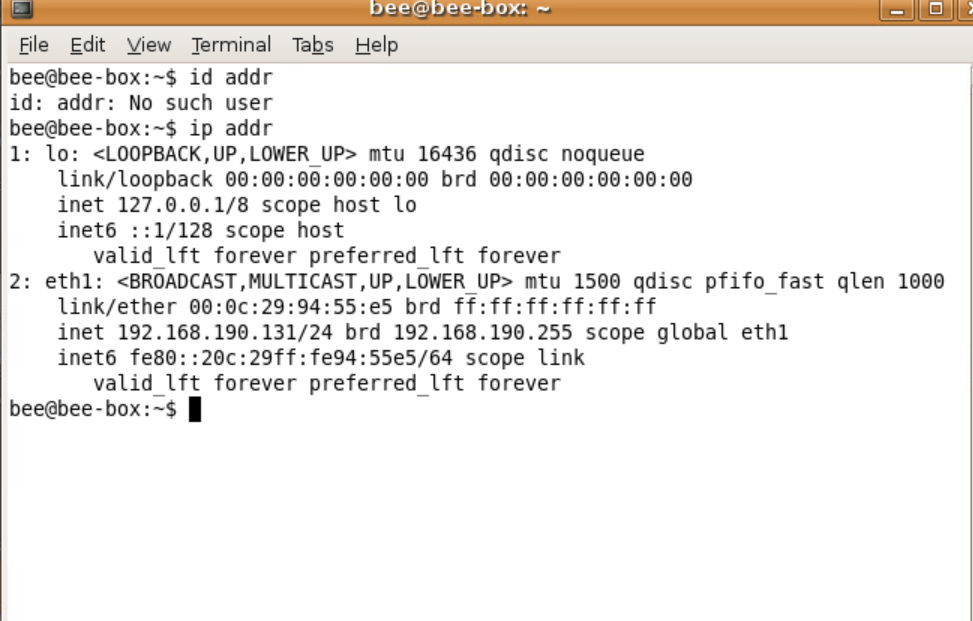 bee@bee-box: ~
File Edit View Terminal Tabs Help
bee@bee-box:~$ id addr
id: addr: No such user
bee@bee-box:~$ ip addr
1: lo: <LOOPBACK,UP,LOWER_UP> mtu 16436 qdisc noqueue
    link/loopback 00:00:00:00:00:00 brd 00:00:00:00:00:00
    inet 127.0.0.1/8 scope host lo
    inet6 ::1/128 scope host
       valid_lft forever preferred_lft forever
2: eth1: <BROADCAST,MULTICAST,UP,LOWER_UP> mtu 1500 qdisc pfifo_fast qlen 1000
    link/ether 00:0c:29:94:55:e5 brd ff:ff:ff:ff:ff:ff
    inet 192.168.190.131/24 brd 192.168.190.255 scope global eth1
    inet6 fe80::20c:29ff:fe94:55e5/64 scope link
       valid_lft forever preferred_lft forever
bee@bee-box:~$